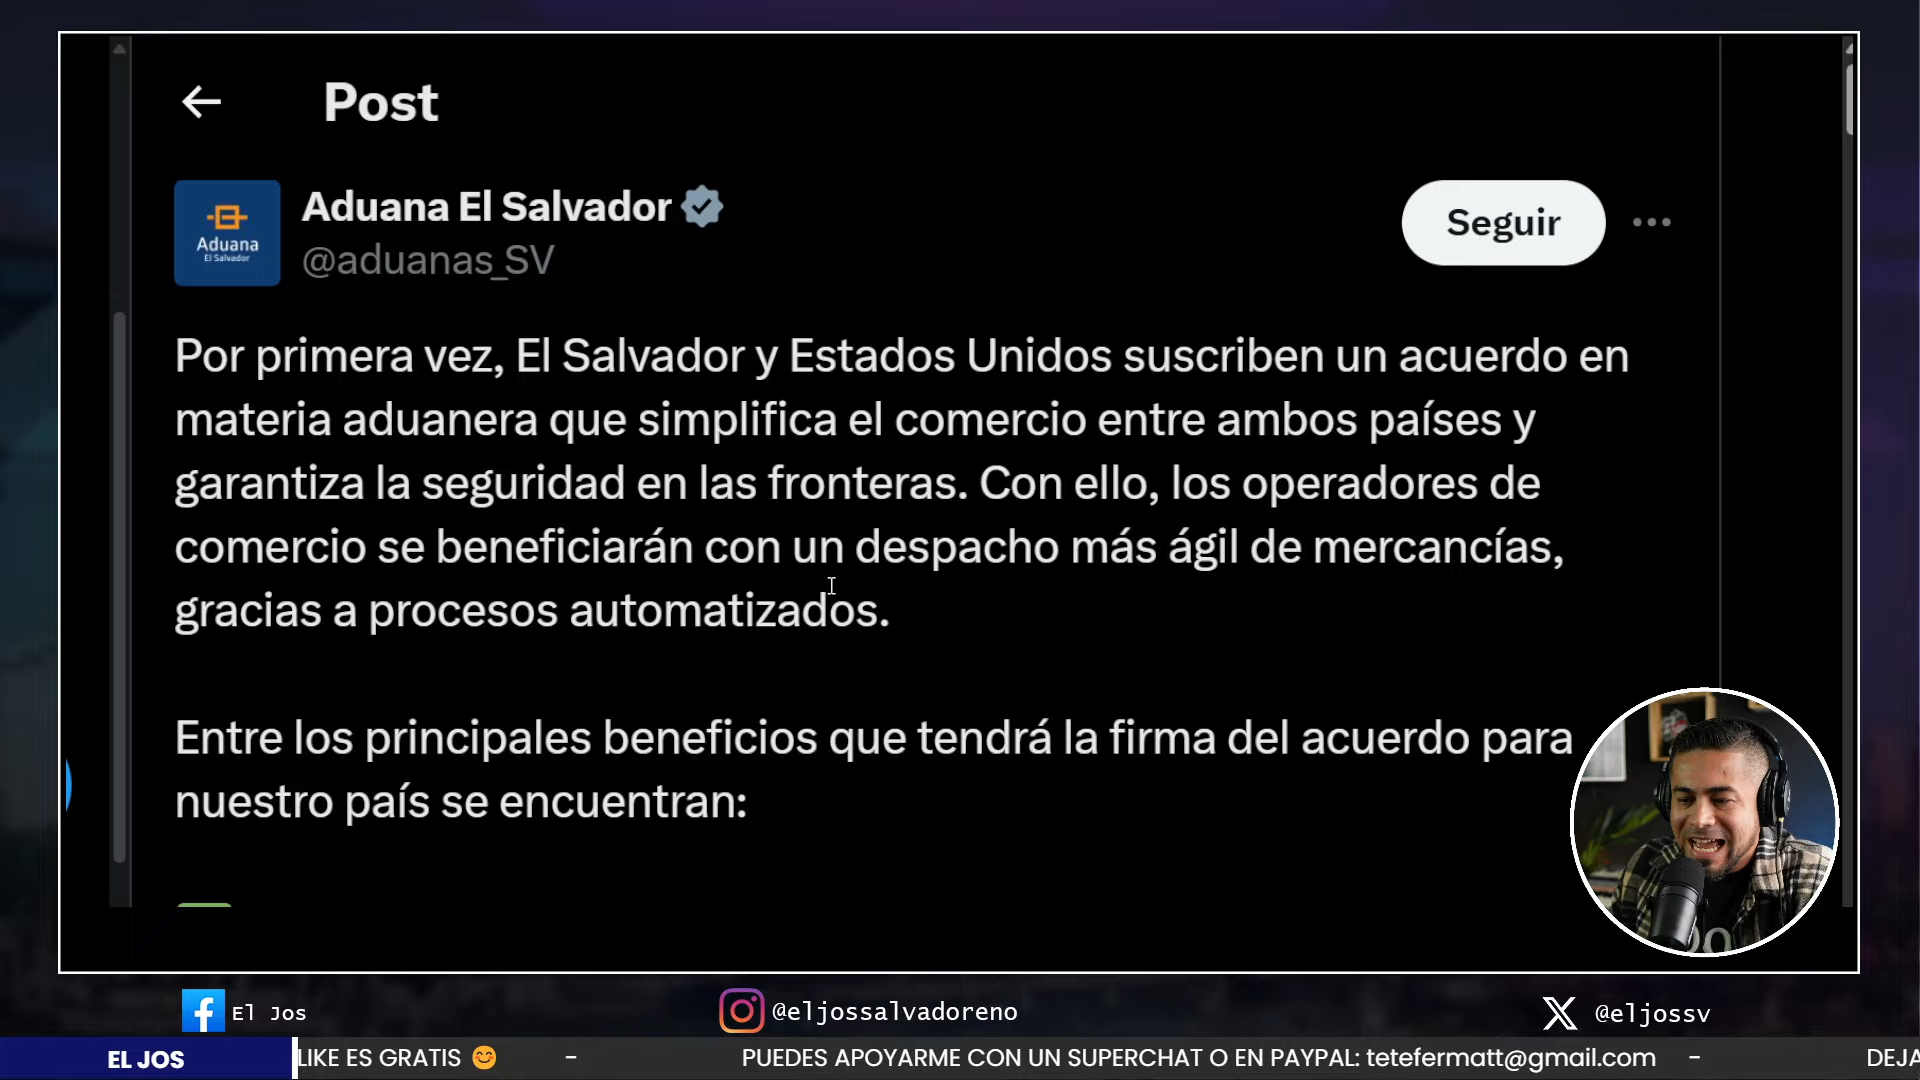 Post
Aduana El Salvador
@aduanas_SV
Seguir
Aduana
El Salvador
Por primera vez, El Salvador y Estados Unidos suscriben un acuerdo en
materia aduanera que simplifica el comercio entre ambos países y
garantiza la seguridad en las fronteras. Con ello, los operadores de
comercio se beneficiarán con un despacho más ágil de mercancías,
gracias a procesos automatizados.
Entre los principales beneficios que tendrá la firma del acuerdo para
nuestro país se encuentran:
El Jos
@eljossalvadoreno
@eljossv
EL JOS
LIKE ES GRATIS 😊 - PUEDES APOYARME CON UN SUPERCHAT O EN PAYPAL: tetefermatt@gmail.com - DEJA